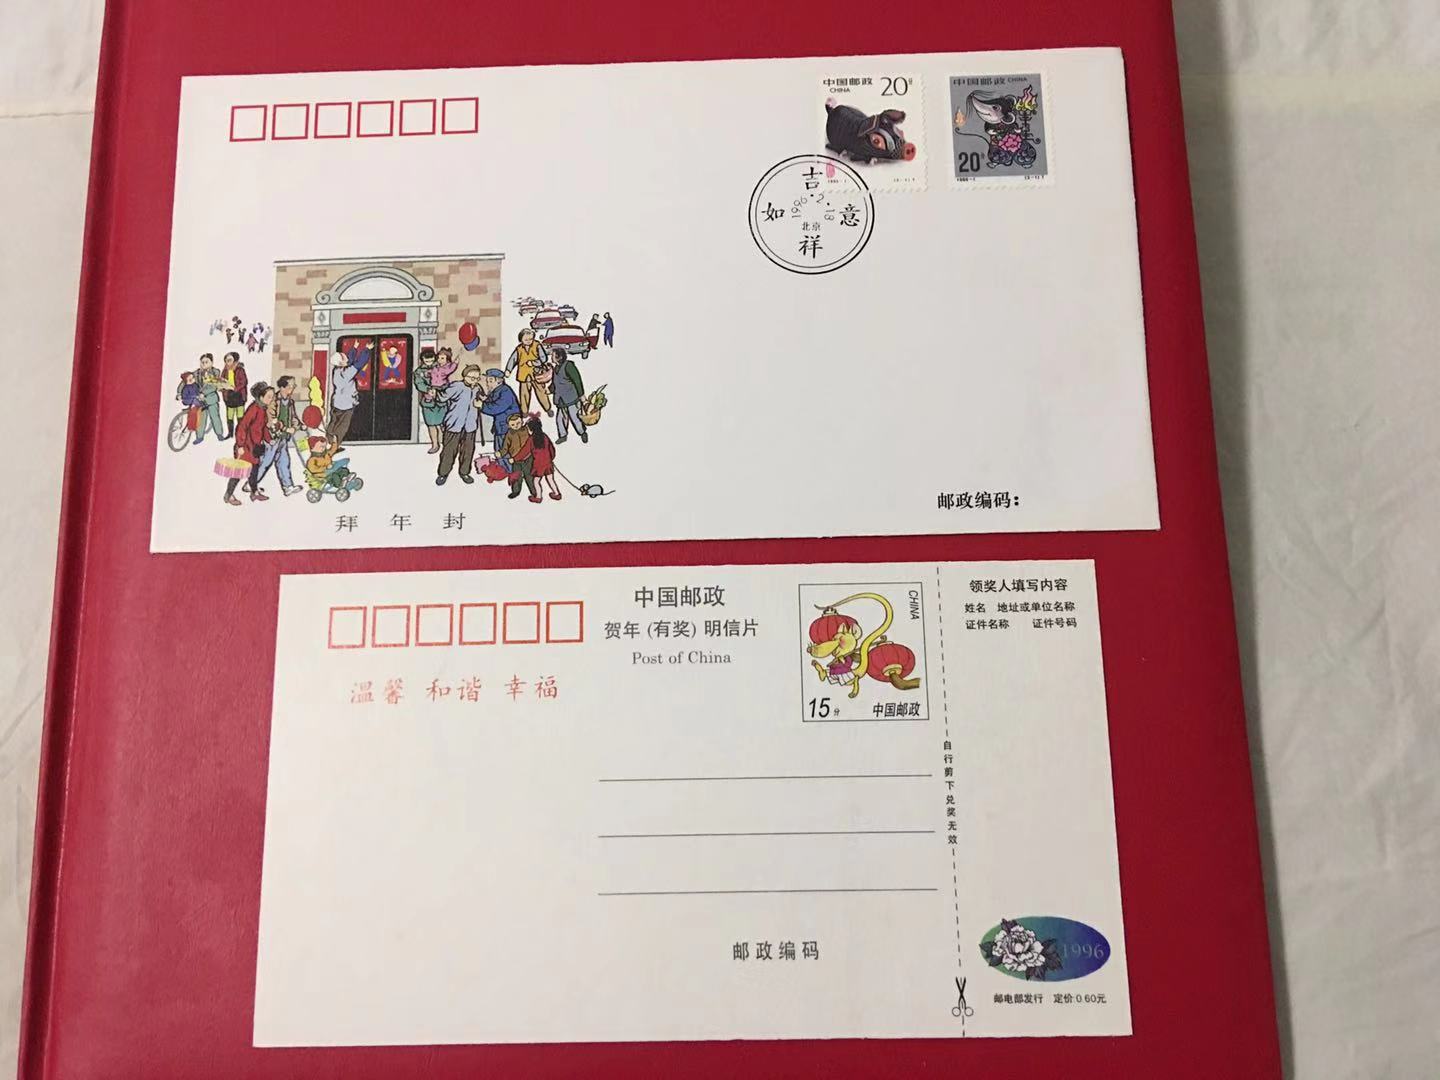 中国邮政 20分
CHINA
1995-1 (2-1)T
中国邮政 CHINA
20分
1996-1 (2-1)T
吉祥如意
1996.2.18
北京
拜年封
邮政编码：
中国邮政
贺年(有奖)明信片
Post of China
温馨 和谐 幸福
CHINA
15分 中国邮政
邮政编码
自行剪下兑奖无效
领奖人填写内容
姓名 地址或单位名称
证件名称 证件号码
1996
邮电部发行 定价:0.60元